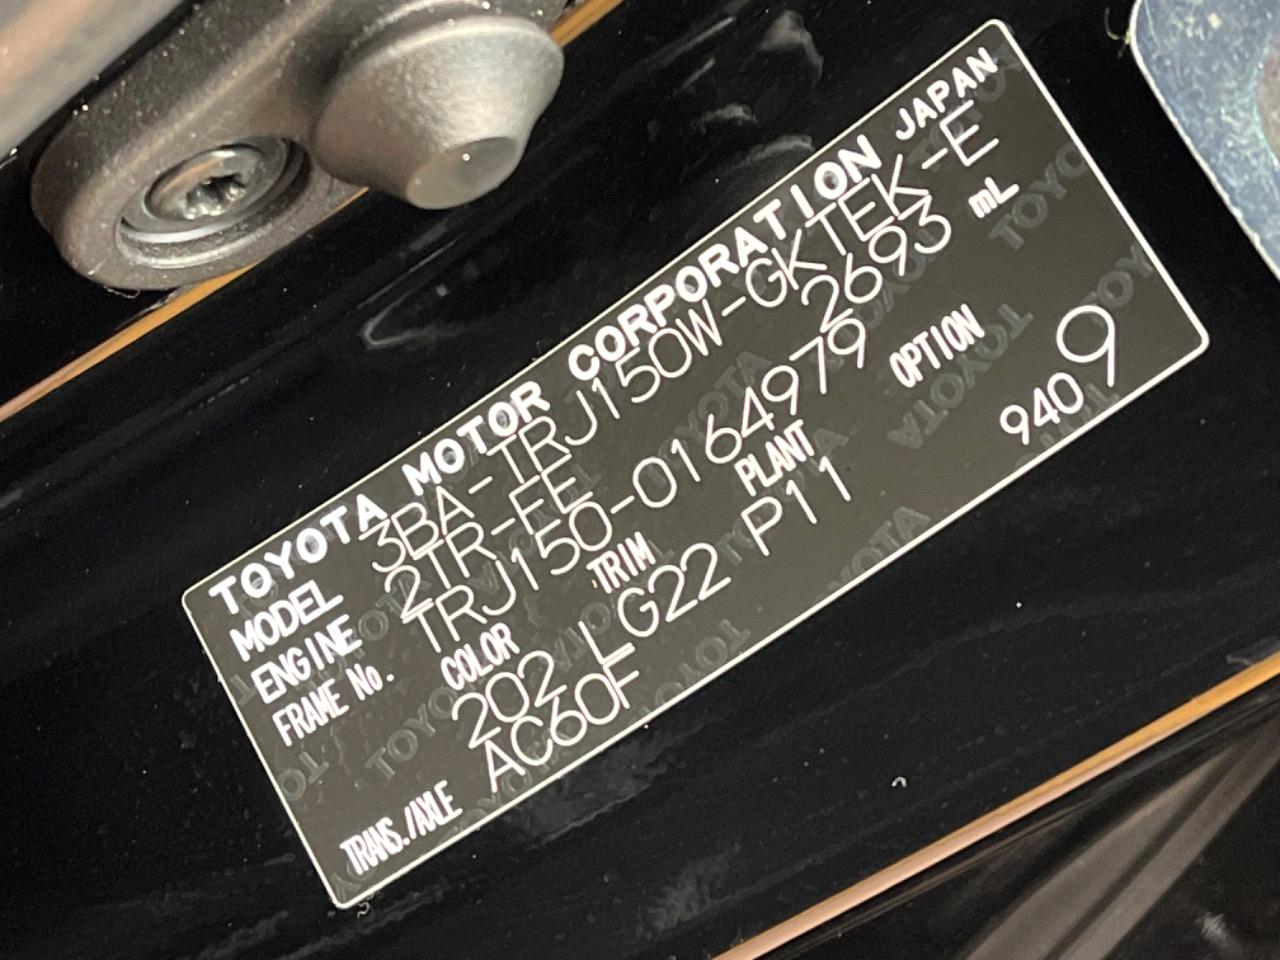 TOYOTA MOTOR CORPORATION JAPAN
MODEL 3BA-TRJ150W-GKTEK-E
ENGINE 2TR-FE 2693 mL
FRAME No. TRJ150-0164979
COLOR TRIM PLANT OPTION
202 LG22 P11
TRANS./AXLE AC60F 9409